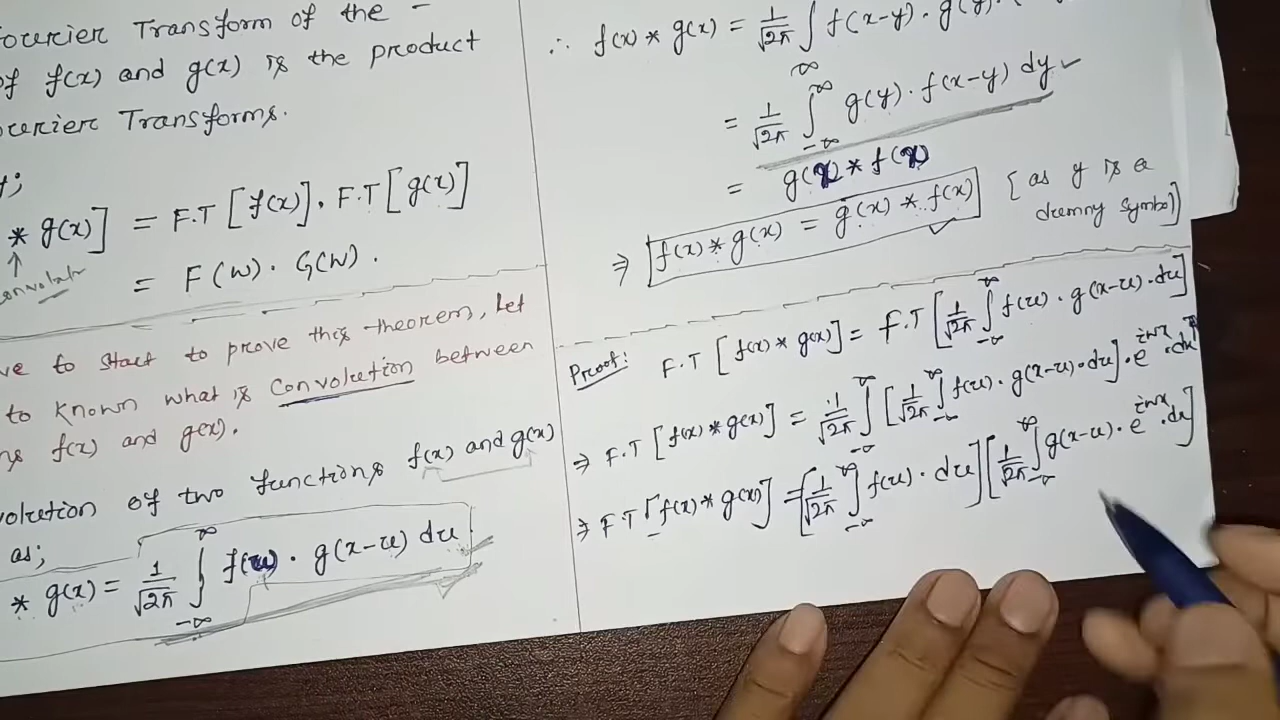 Fourier Transform of the -
of f(x) and g(x) is the product
Fourier Transforms.
* g(x)] = F.T [f(x)] . F.T [g(x)]
= F(w) . G(w) .
to start to prove this theorem, let
to known what is convolution between
f(x) and g(x).
of two functions f(x) and g(x)
as;
* g(x) = 1/√2π ∫_{-∞}^{∞} f(u) . g(x-u) du
∴ f(x) * g(x) = 1/√2π ∫ f(x-y) . g(y)
∞
= 1/√2π ∫_{-∞}^{∞} g(y) . f(x-y) dy ✓
= g(x) * f(x)
⇒ f(x) * g(x) = g(x) * f(x) [as y is a
dummy symbol]
Proof: F.T [f(x) * g(x)] = F.T [1/√2π ∫_{-∞}^{∞} f(u) . g(x-u) . du]
⇒ F.T [f(x) * g(x)] = 1/√2π ∫_{-∞}^{∞} [1/√2π ∫_{-∞}^{∞} f(u) . g(x-u) . du] . e^{iwx} . dx
⇒ F.T [f(x) * g(x)] = [1/√2π ∫_{-∞}^{∞} f(u) . du] [1/√2π ∫_{-∞}^{∞} g(x-u) . e^{iwx} . dx]